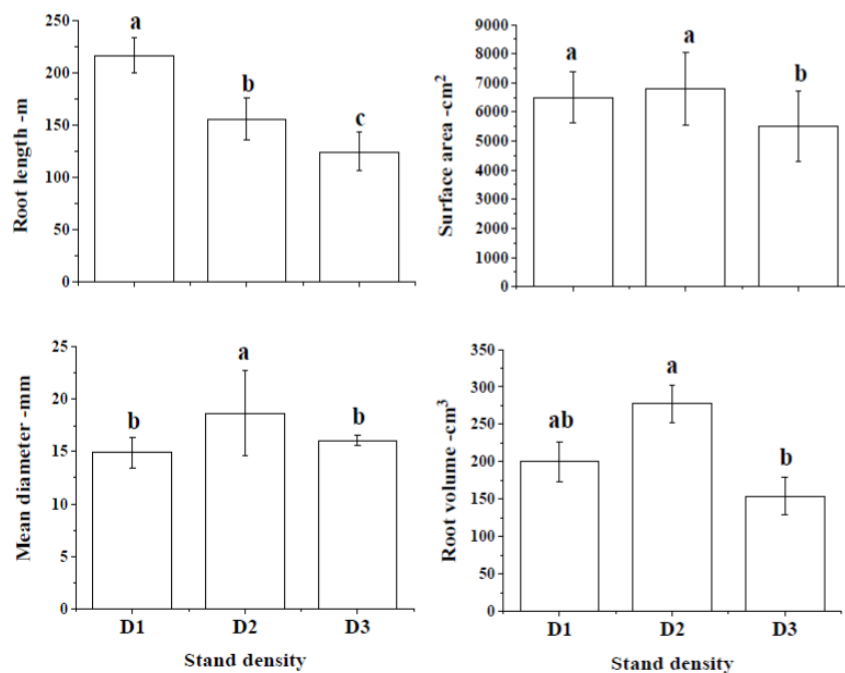 Root length -m
250
200
150
100
50
0
a
b
c
Surface area -cm²
9000
8000
7000
6000
5000
4000
3000
2000
1000
0
a
a
b
Mean diameter -mm
25
20
15
10
5
0
b
a
b
D1 D2 D3
Stand density
Root volume -cm³
350
300
250
200
150
100
50
0
ab
a
b
D1 D2 D3
Stand density